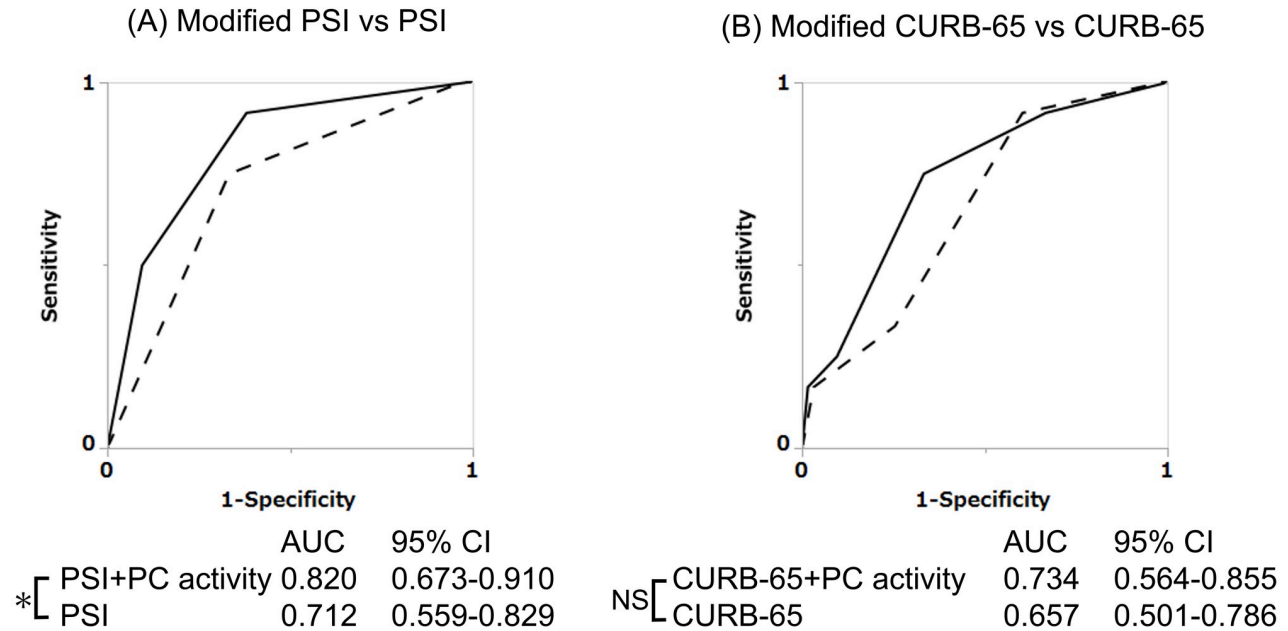 (A) Modified PSI vs PSI
1
Sensitivity
0
0 1
1-Specificity
AUC 95% CI
PSI+PC activity 0.820 0.673-0.910
* PSI 0.712 0.559-0.829
(B) Modified CURB-65 vs CURB-65
1
Sensitivity
0
0 1
1-Specificity
AUC 95% CI
CURB-65+PC activity 0.734 0.564-0.855
NS CURB-65 0.657 0.501-0.786